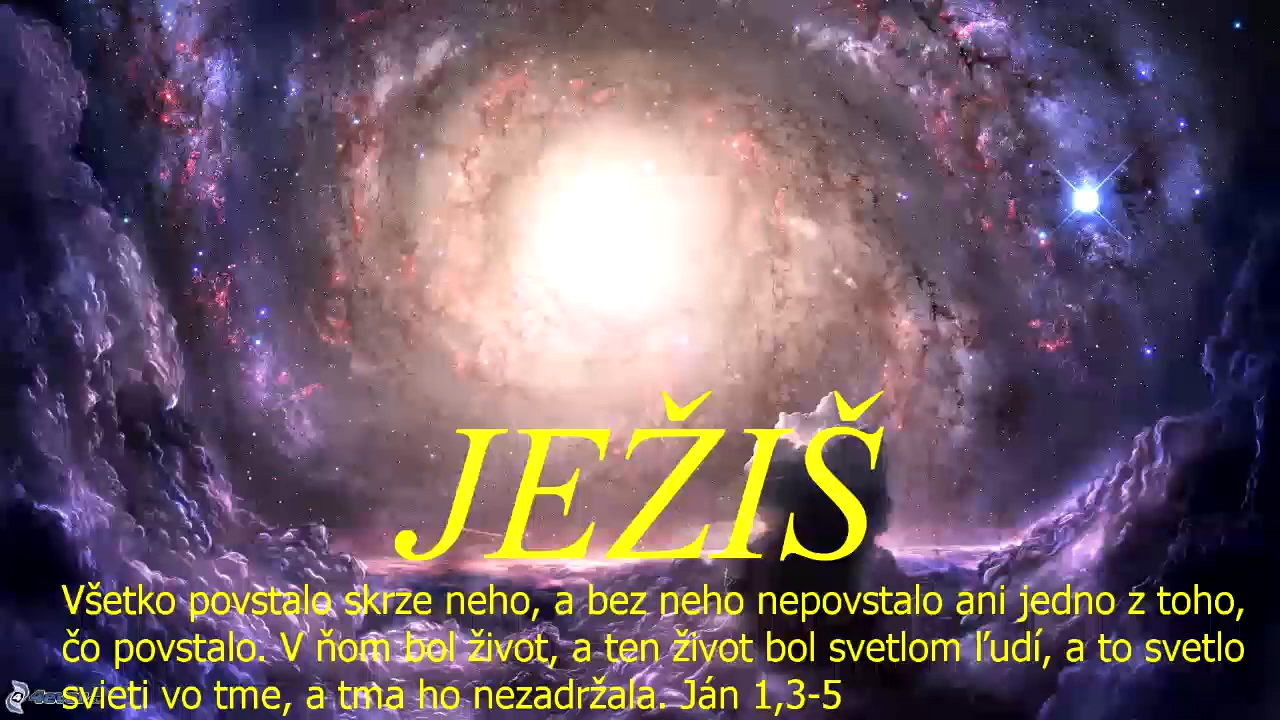 JEŽIŠ
Všetko povstalo skrze neho, a bez neho nepovstalo ani jedno z toho,
čo povstalo. V ňom bol život, a ten život bol svetlom ľudí, a to svetlo
svieti vo tme, a tma ho nezadržala. Ján 1,3-5